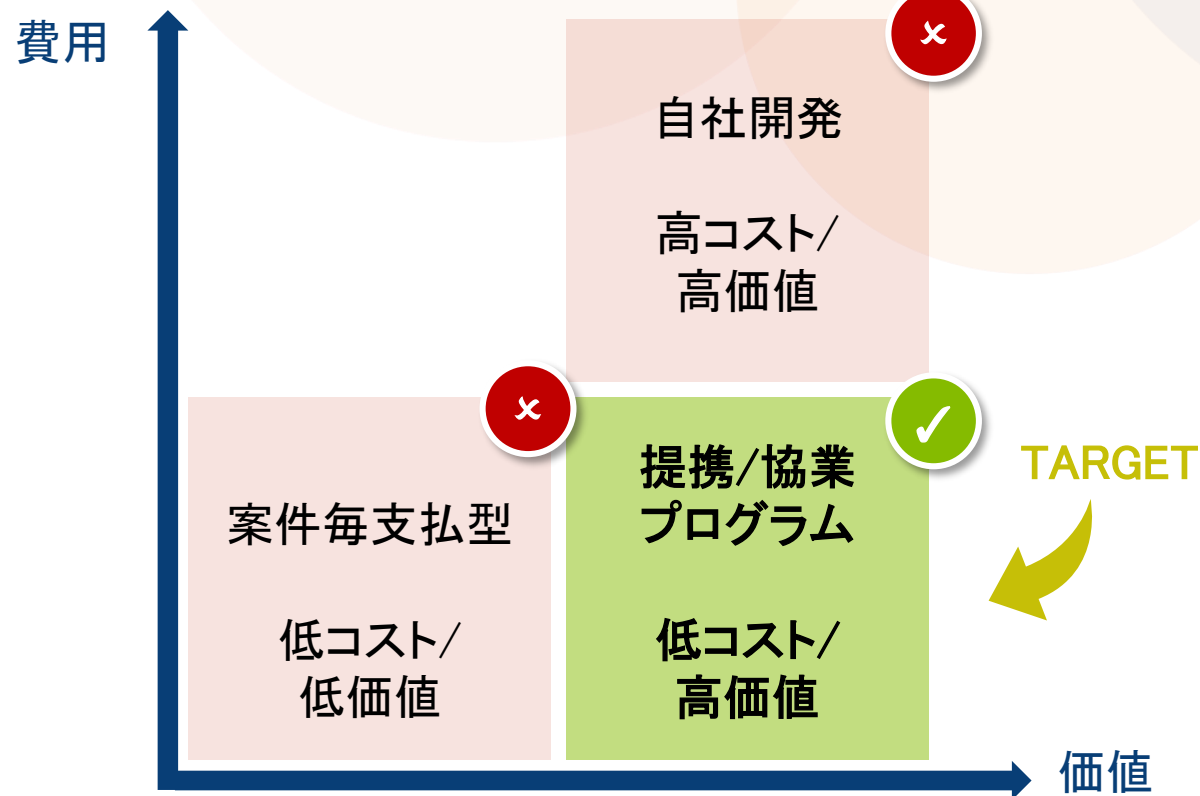 費用
自社開発
高コスト/
高価値
案件毎支払型
低コスト/
低価値
提携/協業
プログラム
低コスト/
高価値
TARGET
価値